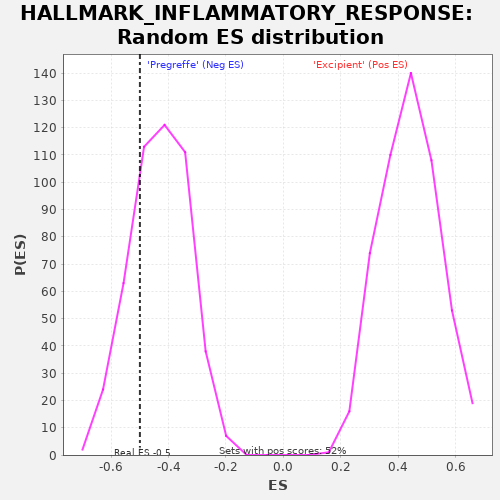 HALLMARK_INFLAMMATORY_RESPONSE:
Random ES distribution
'Pregreffe' (Neg ES) 'Excipient' (Pos ES)
140
130
120
110
100
90
80
70
60
50
40
30
20
10
0
P(ES)
Real ES -0.5 Sets with pos scores: 52%
-0.6 -0.4 -0.2 0.0 0.2 0.4 0.6
ES